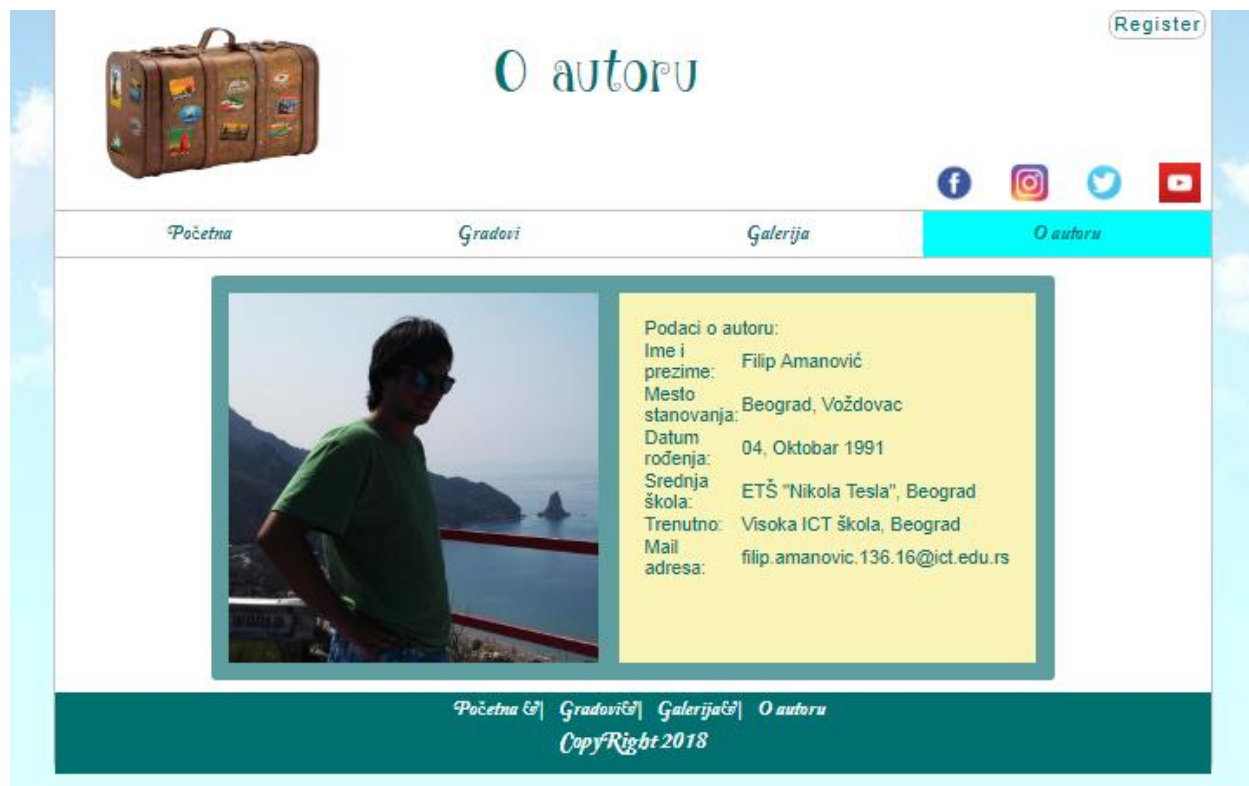 Register
O autoru
Početna Gradovi Galerija O autoru
Podaci o autoru:
Ime i prezime: Filip Amanović
Mesto stanovanja: Beograd, Voždovac
Datum rođenja: 04, Oktobar 1991
Srednja škola: ETŠ "Nikola Tesla", Beograd
Trenutno: Visoka ICT škola, Beograd
Mail adresa: filip.amanovic.136.16@ict.edu.rs
Početna &| Gradovi&| Galerija&| O autoru
CopyRight 2018